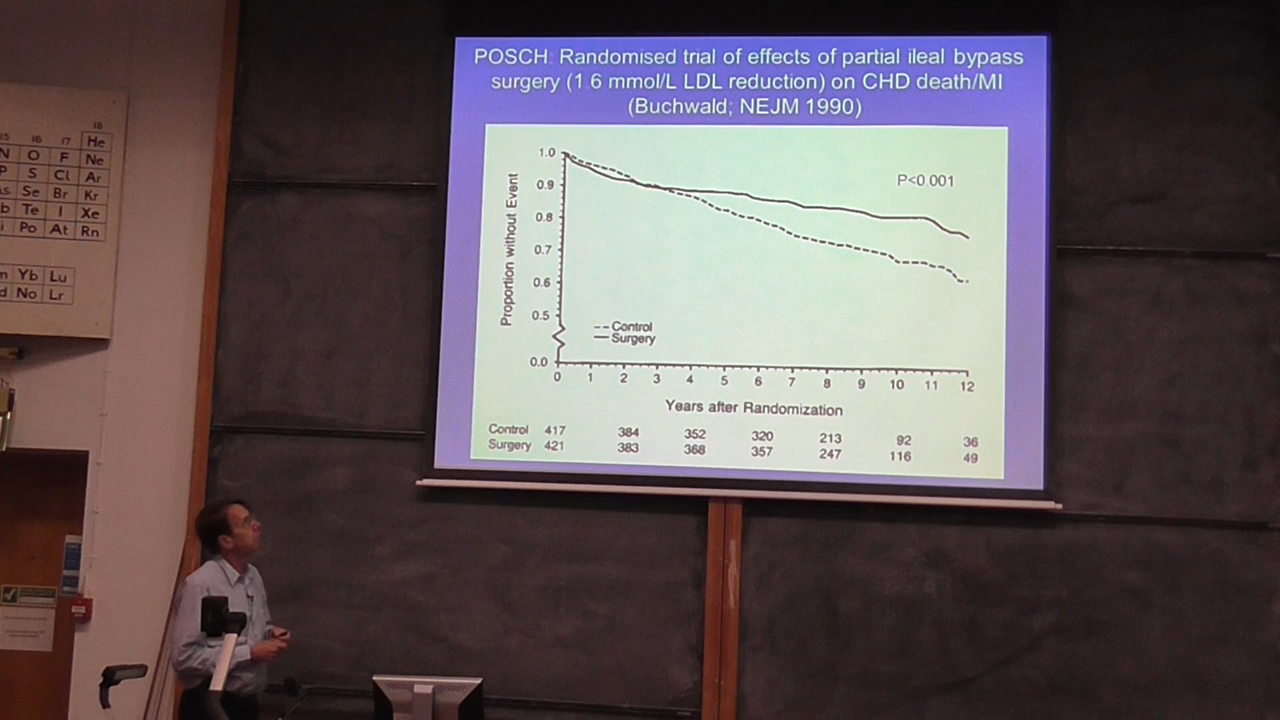 POSCH: Randomised trial of effects of partial ileal bypass
surgery (1.6 mmol/L LDL reduction) on CHD death/MI
(Buchwald; NEJM 1990)
P<0.001
Proportion without Event
1.0
0.9
0.8
0.7
0.6
0.5
0.0
Control
Surgery
0 1 2 3 4 5 6 7 8 9 10 11 12
Years after Randomization
Control 417 384 352 320 213 92 36
Surgery 421 383 368 357 247 116 49
18
16 17 He
N O F Ne
P S Cl Ar
Se Br Kr
Te I Xe
Po At Rn
Yb Lu
No Lr